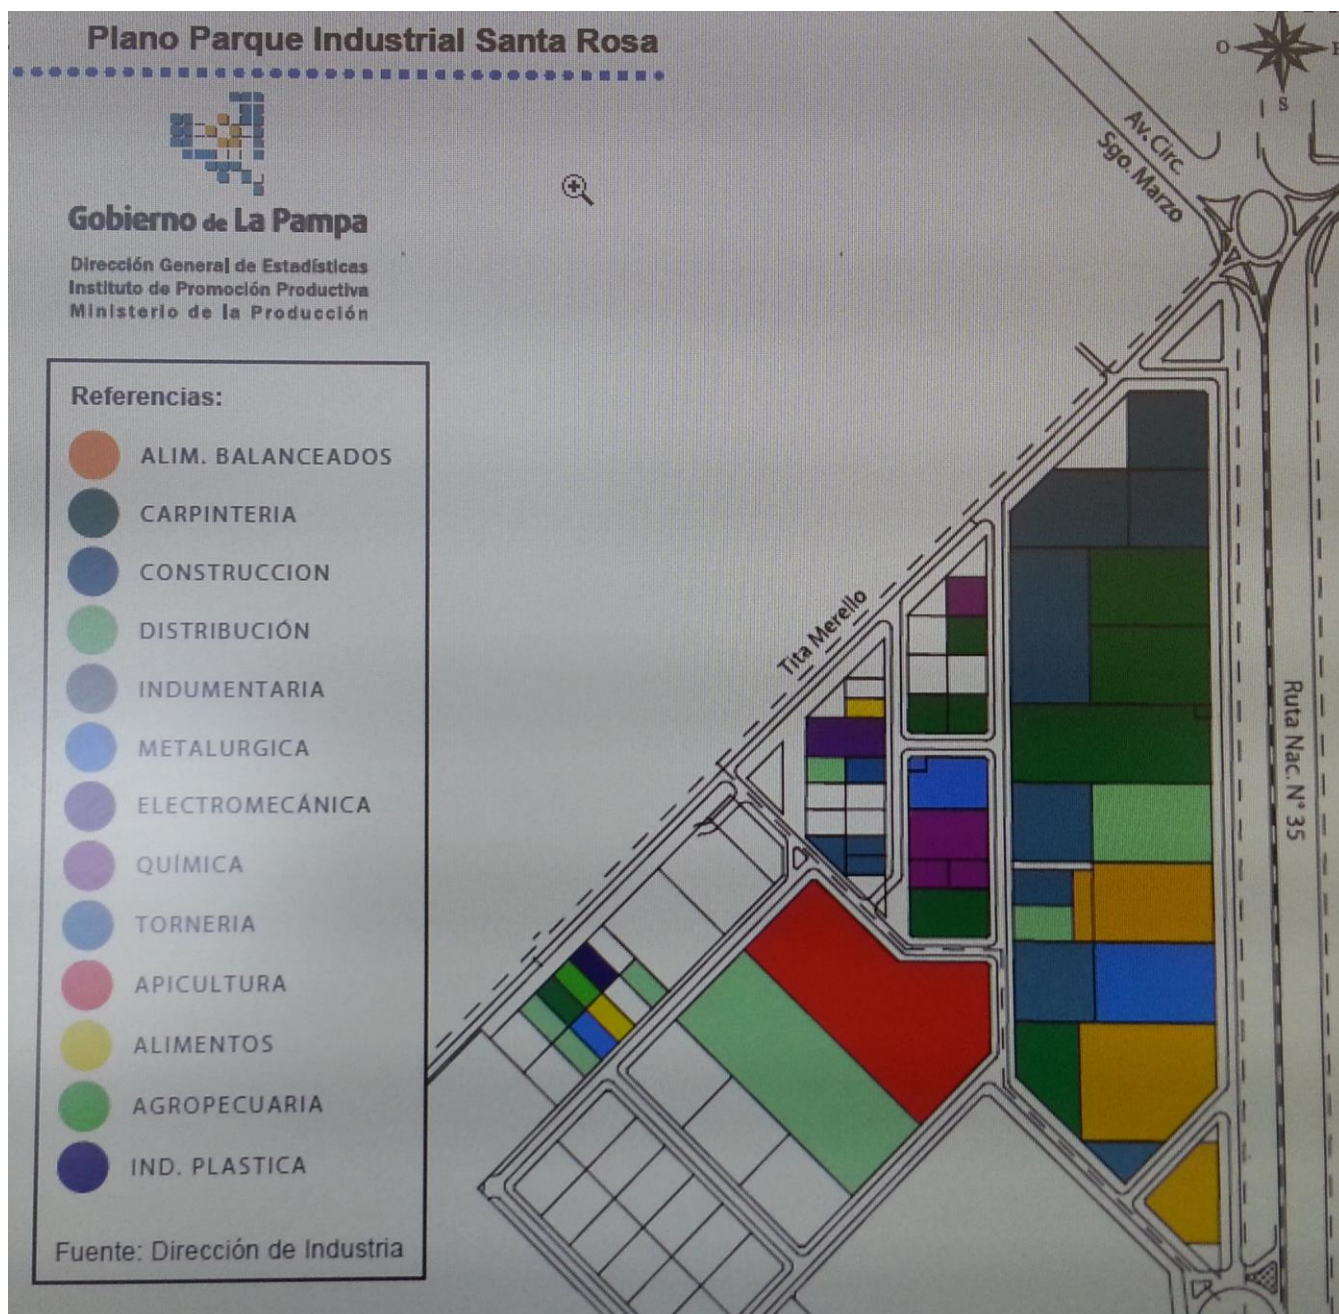 Plano Parque Industrial Santa Rosa
Gobierno de La Pampa
Dirección General de Estadísticas
Instituto de Promoción Productiva
Ministerio de la Producción
Referencias:
ALIM. BALANCEADOS
CARPINTERIA
CONSTRUCCION
DISTRIBUCIÓN
INDUMENTARIA
METALURGICA
ELECTROMECÁNICA
QUÍMICA
TORNERIA
APICULTURA
ALIMENTOS
AGROPECUARIA
IND. PLASTICA
Fuente: Dirección de Industria
O
S
Av. Circ.
Sgo. Marzo
Tita Merello
Ruta Nac. N° 35